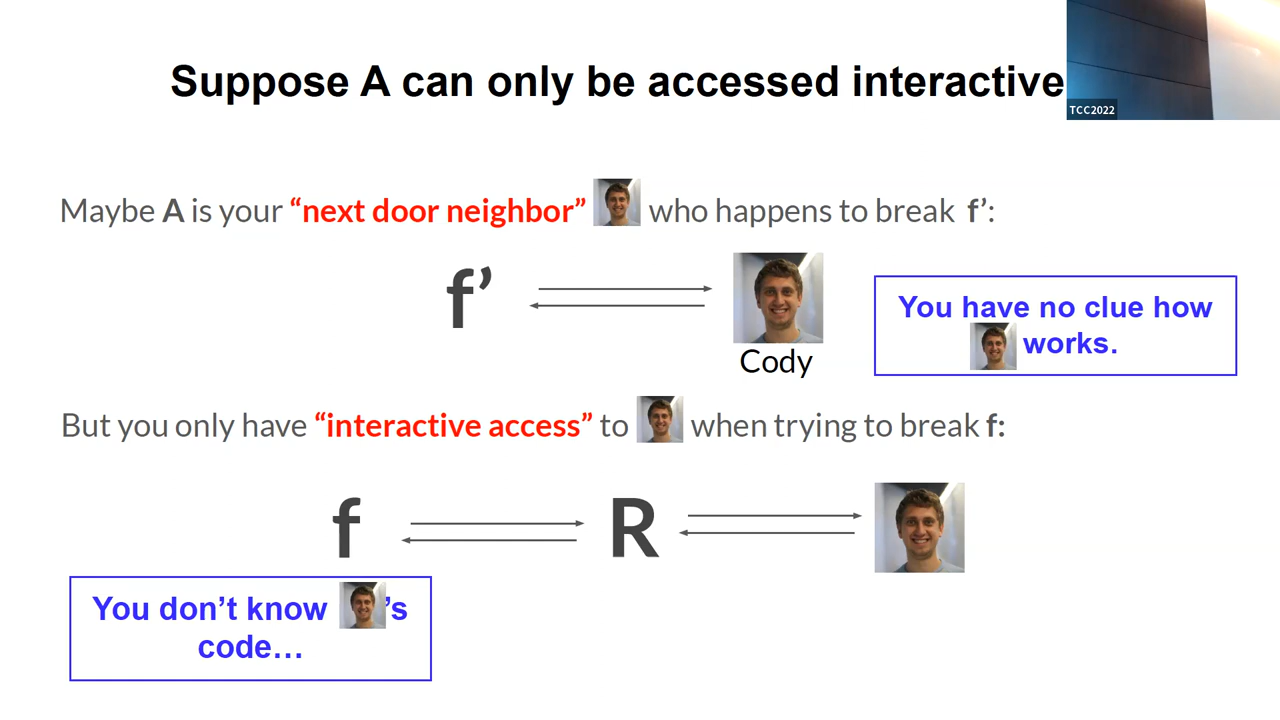 Suppose A can only be accessed interactive
TCC2022
Maybe A is your “next door neighbor” who happens to break f’:
f’
Cody
You have no clue how
works.
But you only have “interactive access” to when trying to break f:
f R
You don’t know ’s
code…